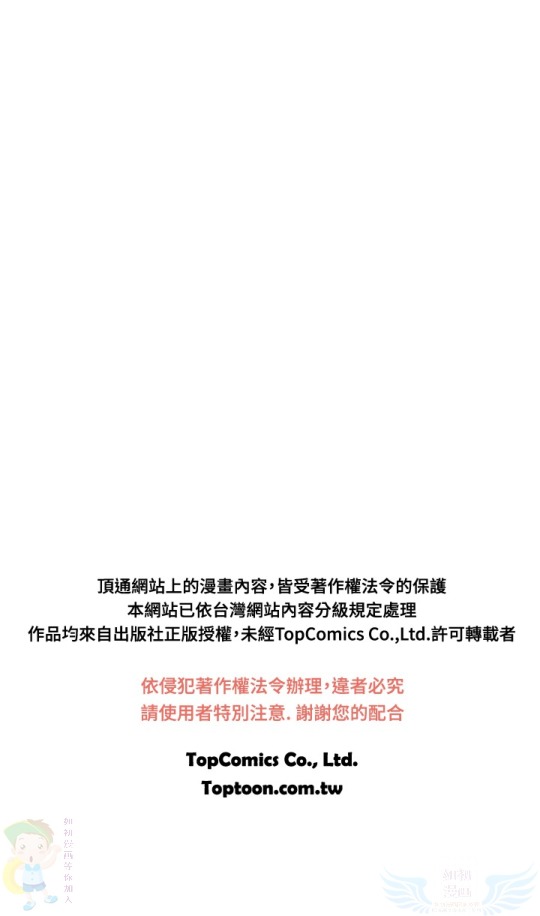 頂通網站上的漫畫內容，皆受著作權法令的保護
本網站已依台灣網站內容分級規定處理
作品均來自出版社正版授權，未經TopComics Co.,Ltd.許可轉載者
依侵犯著作權法令辦理，違者必究
請使用者特別注意. 謝謝您的配合
TopComics Co., Ltd.
Toptoon.com.tw